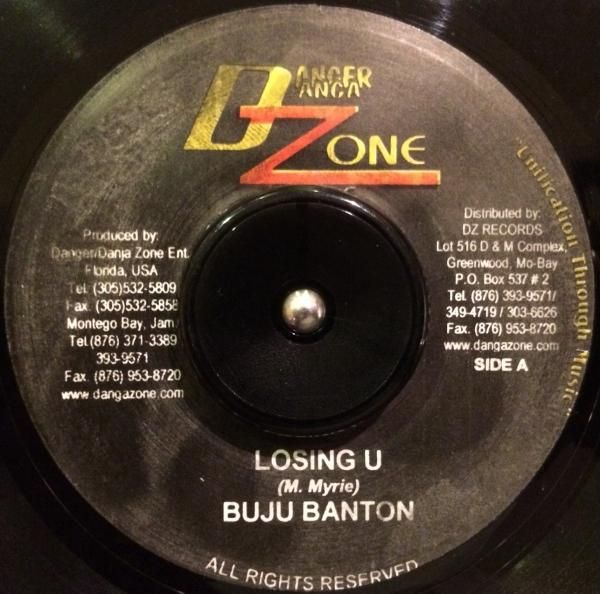 DANGER
DANGA
ZONE
"Unification Through Music"
Produced by:
Danger/Danja Zone Ent.
Florida, USA
Tel. (305)532-5809
Fax. (305)532-5858
Montego Bay, Jam.
Tel.(876) 371-3389
393-9571
Fax. (876) 953-8720
www.dangazone.com
Distributed by:
DZ RECORDS
Lot 516 D & M Complex,
Greenwood, Mo-Bay
P.O. Box 537 # 2
Tel. (876) 393-9571/
349-4719 / 303-6626
Fax. (876) 953-8720
www.dangazone.com
SIDE A
LOSING U
(M. Myrie)
BUJU BANTON
ALL RIGHTS RESERVED